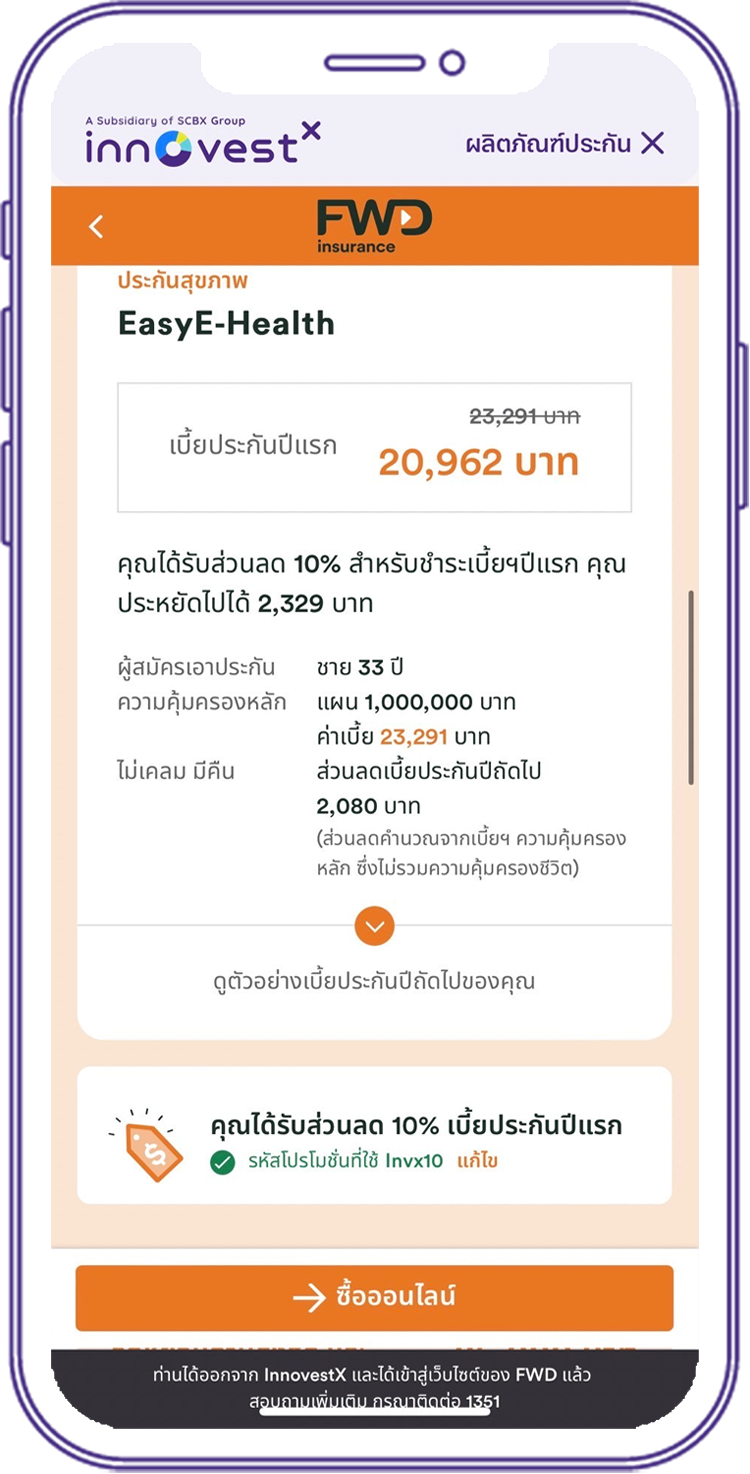 A Subsidiary of SCBX Group
innovestx
ผลิตภัณฑ์ประกัน
FWD
insurance
ประกันสุขภาพ
EasyE-Health
23,291 บาท
เบี้ยประกันปีแรก
20,962 บาท
คุณได้รับส่วนลด 10% สำหรับชำระเบี้ยฯปีแรก คุณ
ประหยัดไปได้ 2,329 บาท
ผู้สมัครเอาประกัน ชาย 33 ปี
ความคุ้มครองหลัก แผน 1,000,000 บาท
ค่าเบี้ย 23,291 บาท
ไม่เคลม มีคืน ส่วนลดเบี้ยประกันปีถัดไป
2,080 บาท
(ส่วนลดคำนวณจากเบี้ยฯ ความคุ้มครอง
หลัก ซึ่งไม่รวมความคุ้มครองชีวิต)
ดูตัวอย่างเบี้ยประกันปีถัดไปของคุณ
คุณได้รับส่วนลด 10% เบี้ยประกันปีแรก
รหัสโปรโมชั่นที่ใช้ Invx10 แก้ไข
ซื้อออนไลน์
ท่านได้ออกจาก InnovestX และได้เข้าสู่เว็บไซต์ของ FWD แล้ว
สอบถามเพิ่มเติม กรุณาติดต่อ 1351